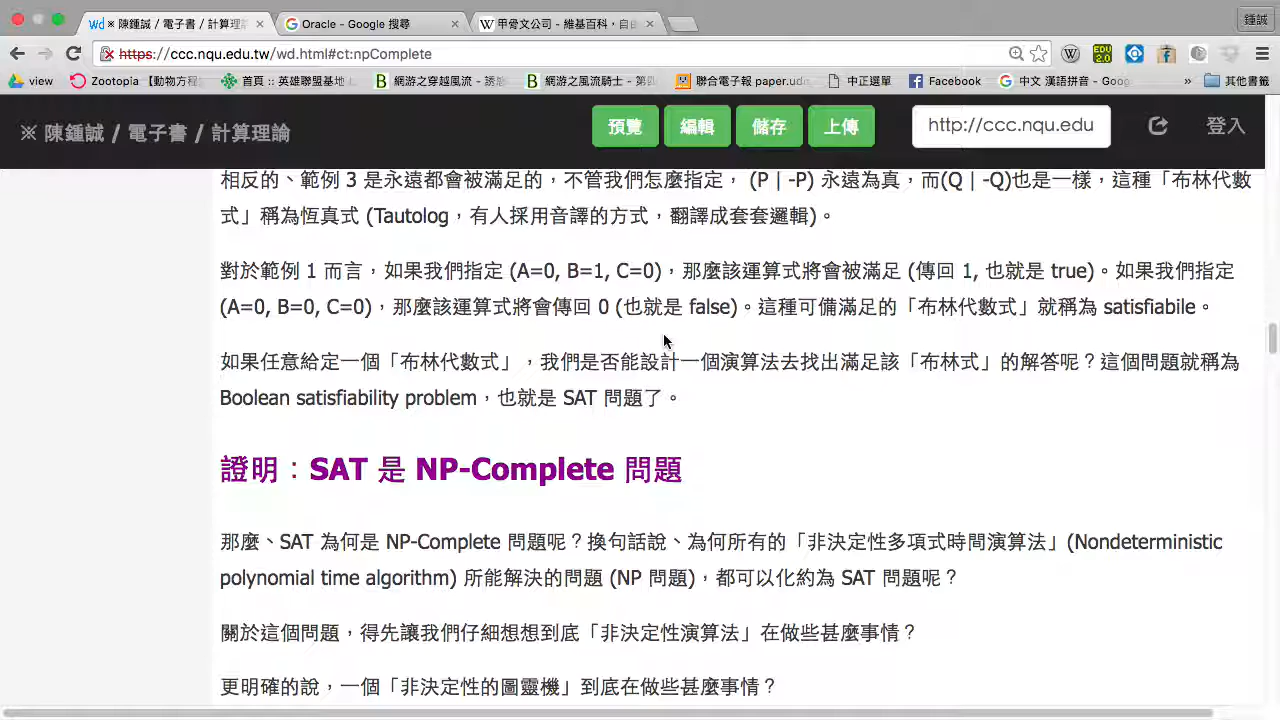 ※ 陳鍾誠 / 電子書 / 計算理
Oracle - Google 搜尋
甲骨文公司 - 維基百科，自
鍾誠
https://ccc.nqu.edu.tw/wd.html#ct:npComplete
view
Zootopia 【動物方程
首頁 :: 英雄聯盟基地
網游之穿越風流 -
網游之風流騎士 - 第
聯合電子報 paper.ud
中正選單
Facebook
中文 漢語拼音 - Goo
»
其他書籤
※ 陳鍾誠 / 電子書 / 計算理論
預覽
編輯
儲存
上傳
http://ccc.nqu.edu
登入
相反的、範例 3 是永遠都會被滿足的，不管我們怎麼指定， (P | -P) 永遠為真，而(Q | -Q)也是一樣，這種「布林代數
式」稱為恆真式 (Tautolog，有人採用音譯的方式，翻譯成套套邏輯)。
對於範例 1 而言，如果我們指定 (A=0, B=1, C=0)，那麼該運算式將會被滿足 (傳回 1, 也就是 true)。如果我們指定
(A=0, B=0, C=0)，那麼該運算式將會傳回 0 (也就是 false)。這種可備滿足的「布林代數式」就稱為 satisfiabile。
如果任意給定一個「布林代數式」，我們是否能設計一個演算法去找出滿足該「布林式」的解答呢？這個問題就稱為
Boolean satisfiability problem，也就是 SAT 問題了。
證明：SAT 是 NP-Complete 問題
那麼、SAT 為何是 NP-Complete 問題呢？換句話說、為何所有的「非決定性多項式時間演算法」(Nondeterministic
polynomial time algorithm) 所能解決的問題 (NP 問題)，都可以化約為 SAT 問題呢？
關於這個問題，得先讓我們仔細想想到底「非決定性演算法」在做些甚麼事情？
更明確的說，一個「非決定性的圖靈機」到底在做些甚麼事情？